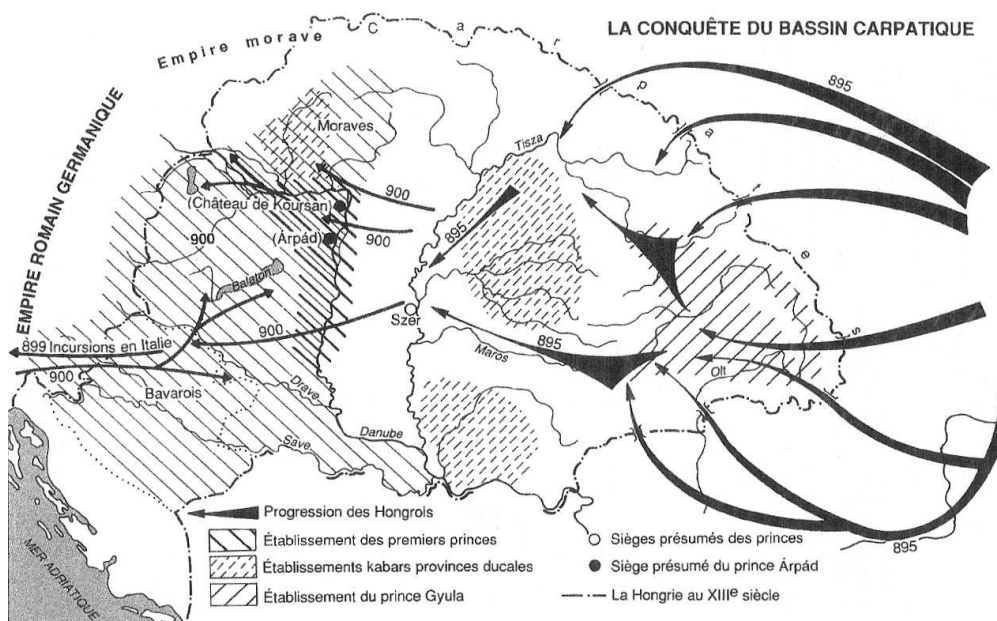 LA CONQUÊTE DU BASSIN CARPATIQUE
Empire morave
Carpates
EMPIRE ROMAIN GERMANIQUE
895
Moraves
Tisza
900
(Château de Koursan)
900
(Árpád)
900
895
Balaton
Szer
900
895
899 Incursions en Italie
Maros
Olt
900
Bavarois
Drave
Save
Danube
MER ADRIATIQUE
895
Progression des Hongrois
Établissement des premiers princes
Établissements kabars provinces ducales
Établissement du prince Gyula
Sièges présumés des princes
Siège présumé du prince Árpád
La Hongrie au XIIIe siècle